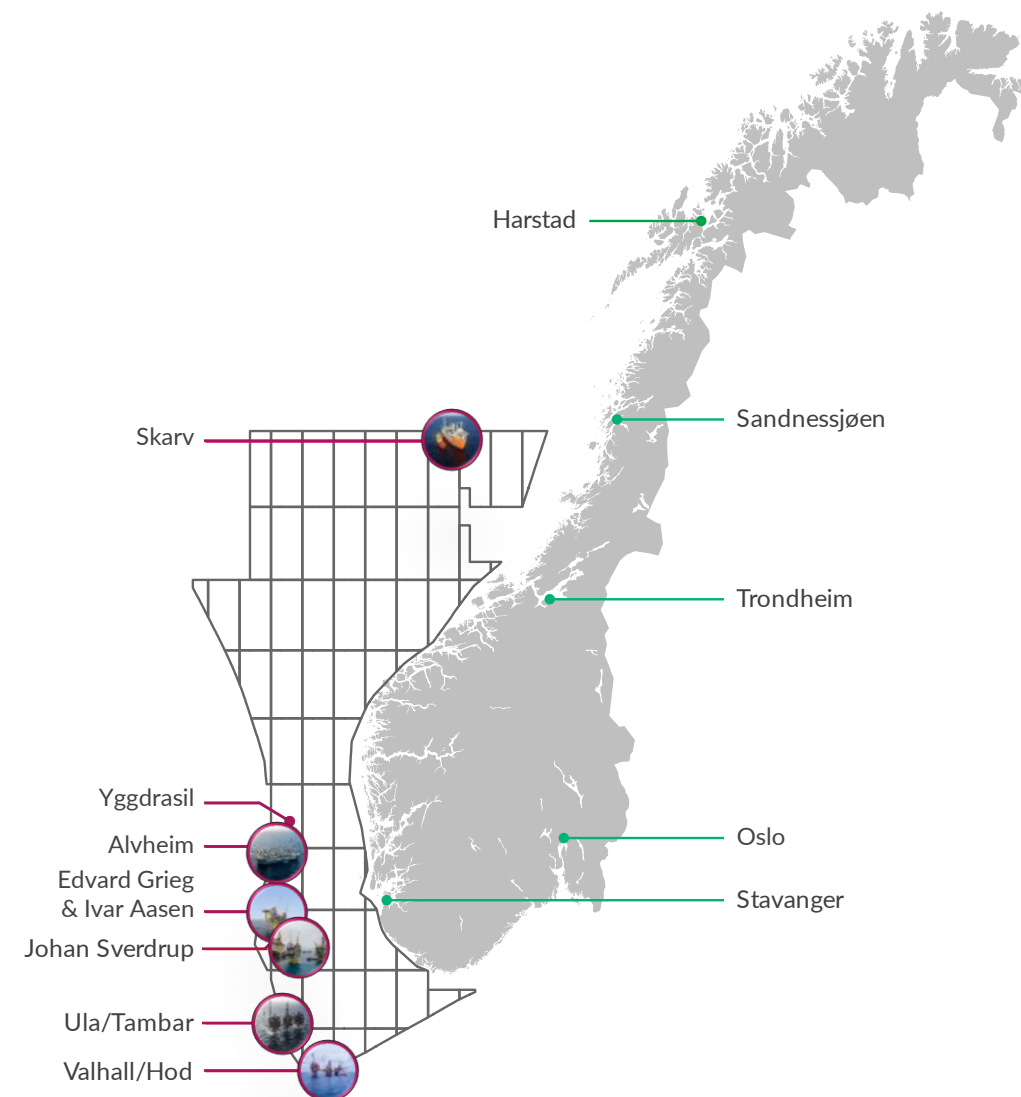 Harstad
Sandnessjøen
Skarv
Trondheim
Yggdrasil
Alvheim
Oslo
Edvard Grieg
& Ivar Aasen
Stavanger
Johan Sverdrup
Ula/Tambar
Valhall/Hod